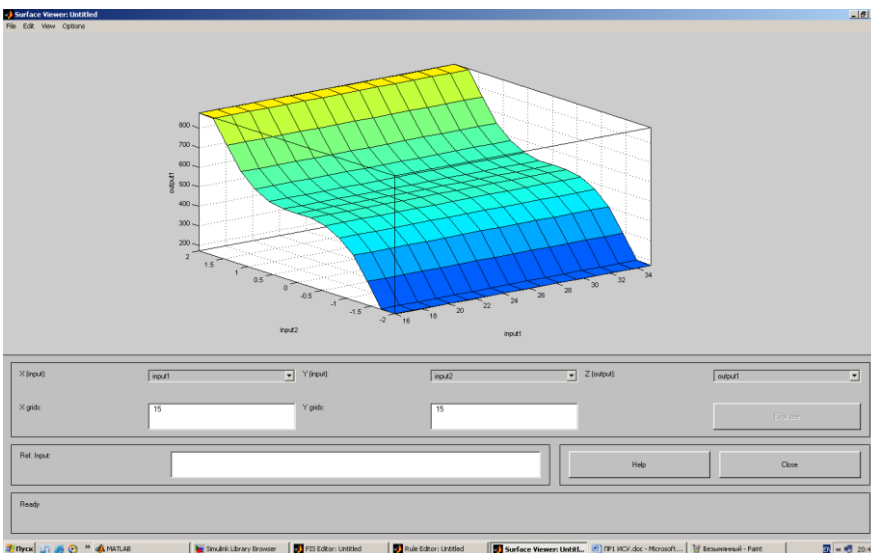 Surface Viewer: Untitled
File Edit View Options
800
700
600
500
400
300
200
output1
2
1.5
1
0.5
0
-0.5
-1
-1.5
-2
input2
16
18
20
22
24
26
28
30
32
34
input1
X (input): input1 Y (input): input2 Z (output): output1
X grids: 15 Y grids: 15 Evaluate
Ref. Input: Help Close
Ready
Пуск MATLAB Simulink Library Browser FIS Editor: Untitled Rule Editor: Untitled Surface Viewer: Untitl... ПР1 ИСУ.doc - Microsoft... Безымянный - Paint EN 20:4